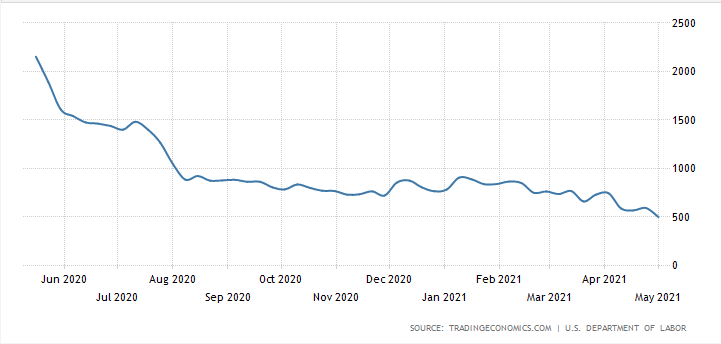 2500
2000
1500
1000
500
0
Jun 2020 Aug 2020 Oct 2020 Dec 2020 Feb 2021 Apr 2021
Jul 2020 Sep 2020 Nov 2020 Jan 2021 Mar 2021 May 2021
SOURCE: TRADINGECONOMICS.COM | U.S. DEPARTMENT OF LABOR